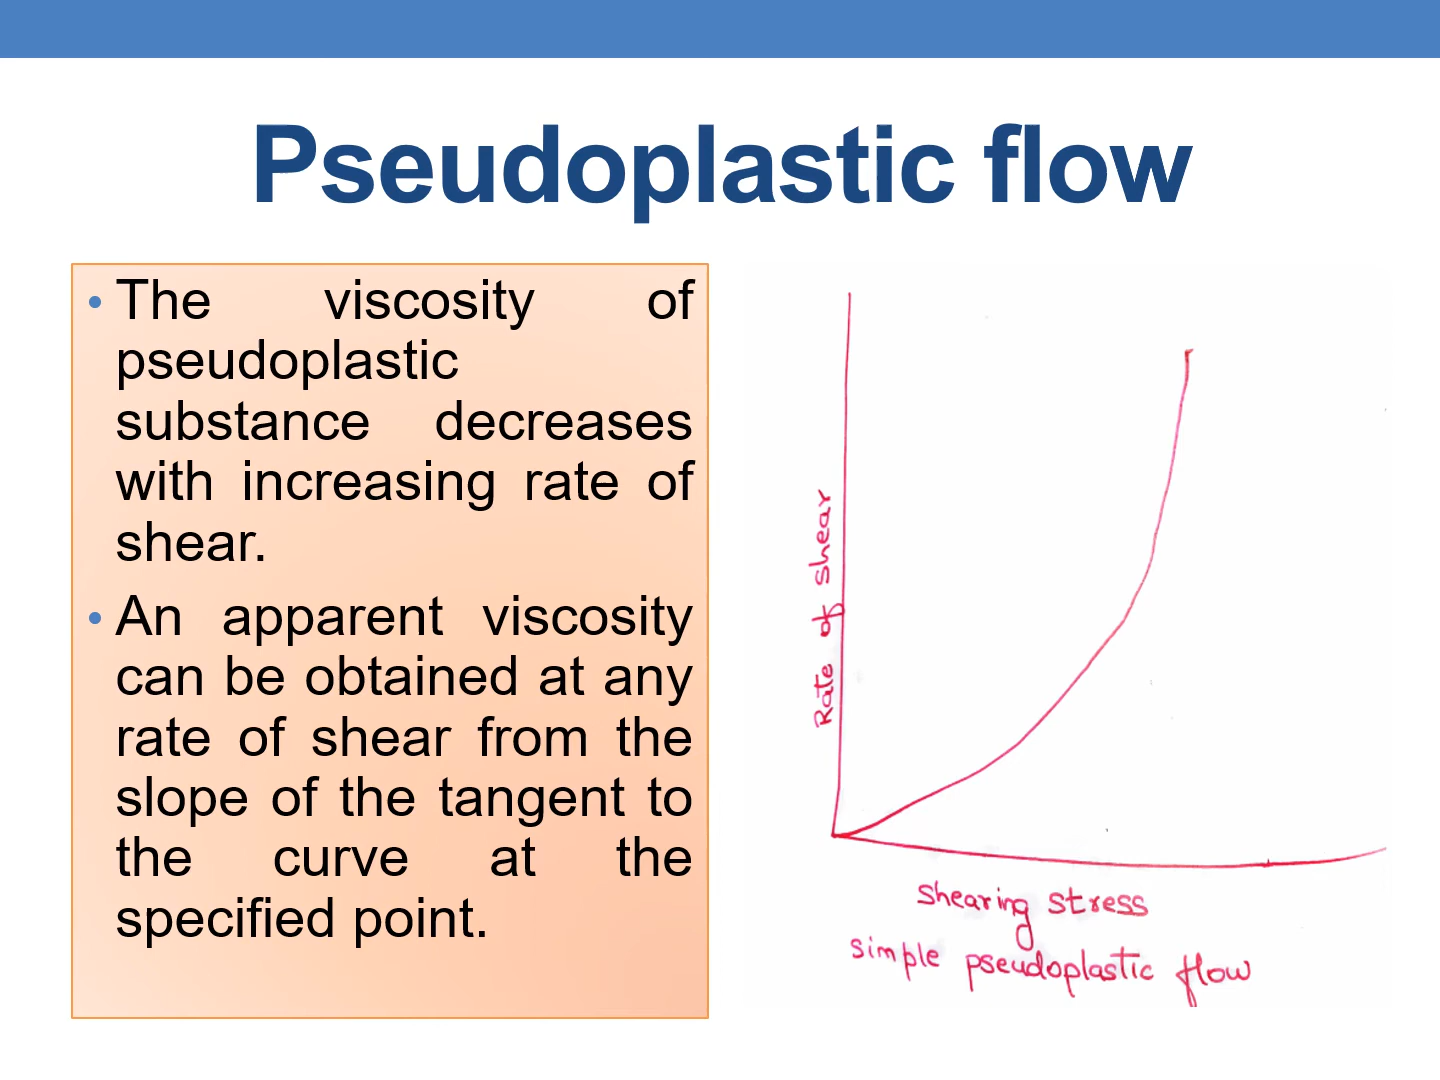 Pseudoplastic flow
• The viscosity of
pseudoplastic
substance decreases
with increasing rate of
shear.
• An apparent viscosity
can be obtained at any
rate of shear from the
slope of the tangent to
the curve at the
specified point.
Rate of shear
Shearing stress
simple pseudoplastic flow